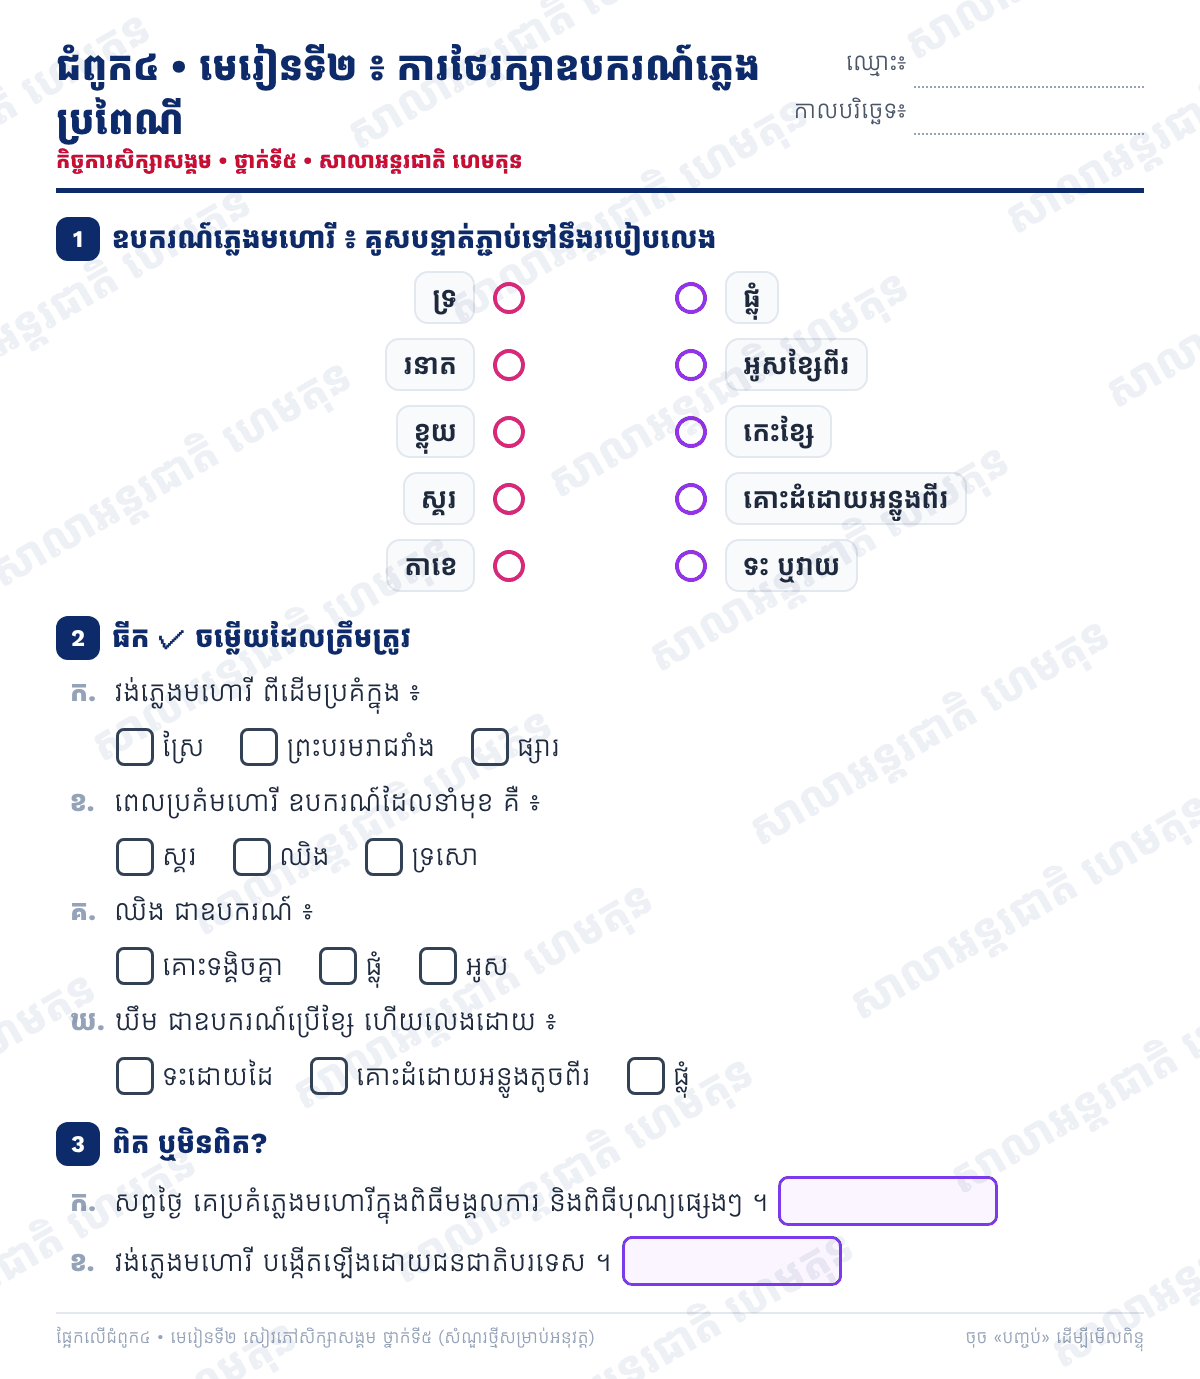 ជំពូក៤ • មេរៀនទី២ ៖ ការថែរក្សាឧបករណ៍ភ្លេង
ប្រពៃណី
ឈ្មោះ៖
កាលបរិច្ឆេទ៖
កិច្ចការសិក្សាសង្គម • ថ្នាក់ទី៥ • សាលាអន្តរជាតិ ហេមតុន
1 ឧបករណ៍ភ្លេងមហោរី ៖ គូសបន្ទាត់ភ្ជាប់ទៅនឹងរបៀបលេង
ទ្រ ផ្លុំ
រនាត អូសខ្សែពីរ
ខ្លុយ កេះខ្សែ
ស្គរ គោះដំដោយអន្លូងពីរ
តាខេ ទះ ឬវាយ
2 ធីក ✓ ចម្លើយដែលត្រឹមត្រូវ
ក. វង់ភ្លេងមហោរី ពីដើមប្រគំក្នុង ៖
ស្រែ ព្រះបរមរាជវាំង ផ្សារ
ខ. ពេលប្រគំមហោរី ឧបករណ៍ដែលនាំមុខ គឺ ៖
ស្គរ ឈិង ទ្រសោ
គ. ឈិង ជាឧបករណ៍ ៖
គោះទង្គិចគ្នា ផ្លុំ អូស
ឃ. ឃឹម ជាឧបករណ៍ប្រើខ្សែ ហើយលេងដោយ ៖
ទះដោយដៃ គោះដំដោយអន្លូងតូចពីរ ផ្លុំ
3 ពិត ឬមិនពិត?
ក. សព្វថ្ងៃ គេប្រគំភ្លេងមហោរីក្នុងពិធីមង្គលការ និងពិធីបុណ្យផ្សេងៗ ។
ខ. វង់ភ្លេងមហោរី បង្កើតឡើងដោយជនជាតិបរទេស ។
ផ្អែកលើជំពូក៤ • មេរៀនទី២ សៀវភៅសិក្សាសង្គម ថ្នាក់ទី៥ (សំណួរថ្មីសម្រាប់អនុវត្ត)
ចុច «បញ្ចប់» ដើម្បីមើលពិន្ទុ